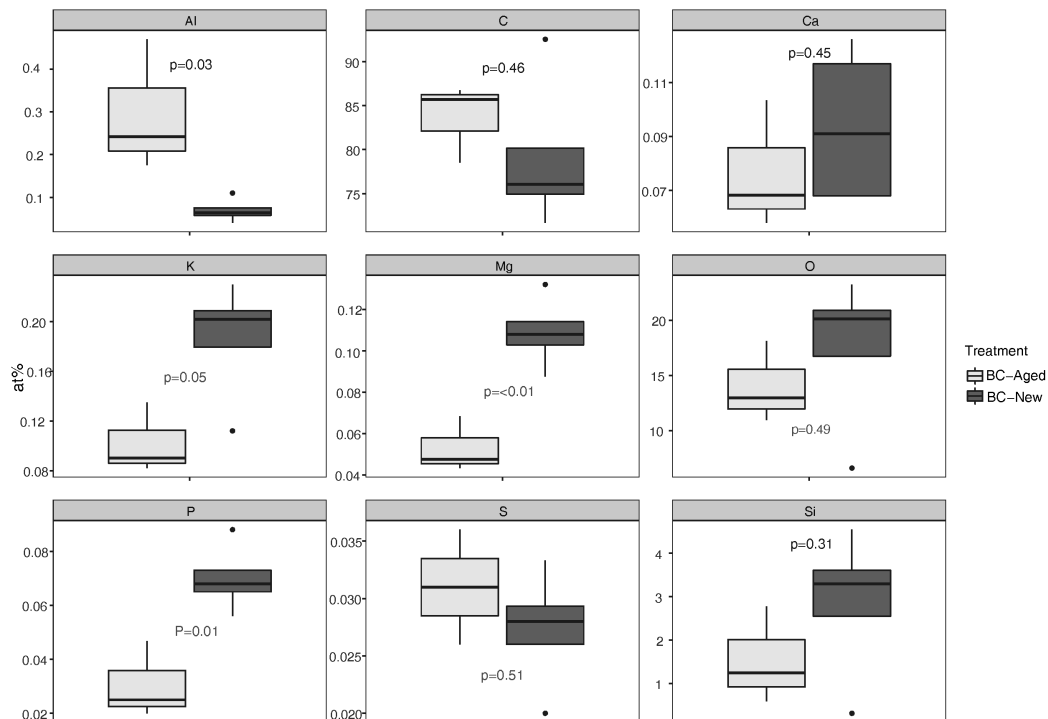 Al
C
Ca
0.4
0.3
0.2
0.1
p=0.03
90
85
80
75
p=0.46
0.11
0.09
0.07
p=0.45
K
Mg
O
at%
0.20
0.16
0.12
0.08
p=0.05
0.12
0.10
0.08
0.06
0.04
p=<0.01
20
15
10
p=0.49
Treatment
BC-Aged
BC-New
P
S
Si
0.08
0.06
0.04
0.02
P=0.01
0.035
0.030
0.025
0.020
p=0.51
4
3
2
1
p=0.31